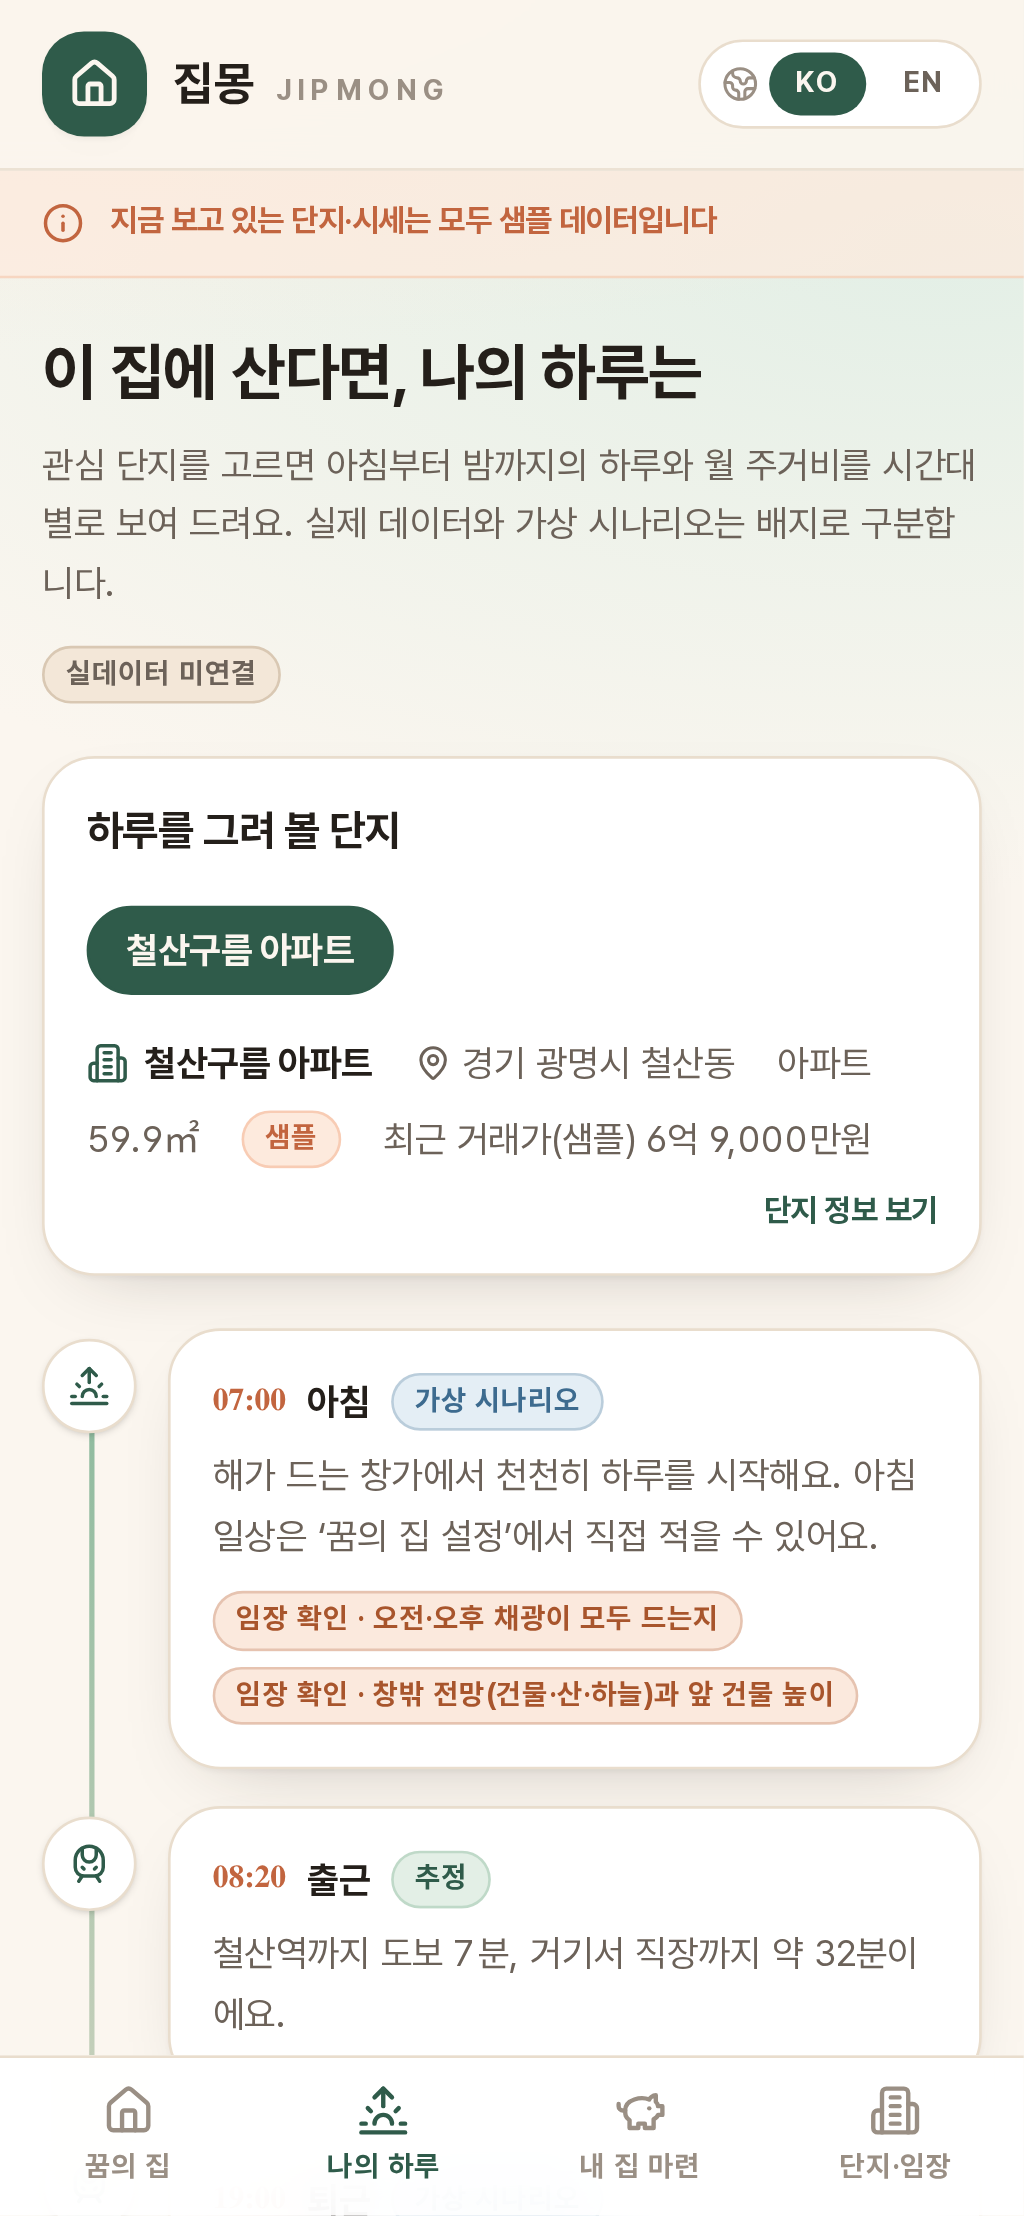 집몽 JIPMONG
KO EN
지금 보고 있는 단지·시세는 모두 샘플 데이터입니다
이 집에 산다면, 나의 하루는
관심 단지를 고르면 아침부터 밤까지의 하루와 월 주거비를 시간대
별로 보여 드려요. 실제 데이터와 가상 시나리오는 배지로 구분합
니다.
실데이터 미연결
하루를 그려 볼 단지
철산구름 아파트
철산구름 아파트 경기 광명시 철산동 아파트
59.9㎡ 샘플 최근 거래가(샘플) 6억 9,000만원
단지 정보 보기
07:00 아침 가상 시나리오
해가 드는 창가에서 천천히 하루를 시작해요. 아침
일상은 ‘꿈의 집 설정’에서 직접 적을 수 있어요.
임장 확인 · 오전·오후 채광이 모두 드는지
임장 확인 · 창밖 전망(건물·산·하늘)과 앞 건물 높이
08:20 출근 추정
철산역까지 도보 7분, 거기서 직장까지 약 32분이
에요.
꿈의 집 나의 하루 내 집 마련 단지·임장